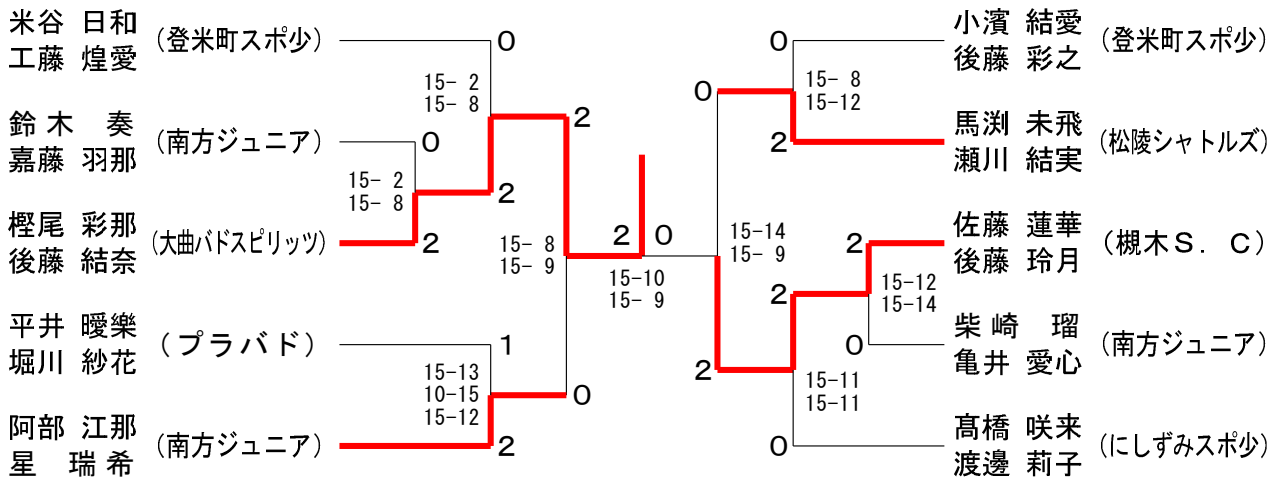 米谷 日和
工藤 煌愛
(登米町スポ少)
0
15- 2
15- 8
鈴木 奏
嘉藤 羽那
(南方ジュニア)
0
15- 2
15- 8
2
2
樫尾 彩那
後藤 結奈
(大曲バドスピリッツ)
2
15- 8
15- 9
平井 曖樂
堀川 紗花
(プラバド)
1
15-13
10-15
15-12
0
阿部 江那
星 瑞希
(南方ジュニア)
2
2
0
15-10
15- 9
小濱 結愛
後藤 彩之
(登米町スポ少)
0
15- 8
15-12
0
馬渕 未飛
瀬川 結実
(松陵シャトルズ)
2
15-14
15- 9
佐藤 蓮華
後藤 玲月
(槻木S. C)
2
15-12
15-14
2
柴崎 瑠
亀井 愛心
(南方ジュニア)
0
2
15-11
15-11
髙橋 咲来
渡邊 莉子
(にしずみスポ少)
0